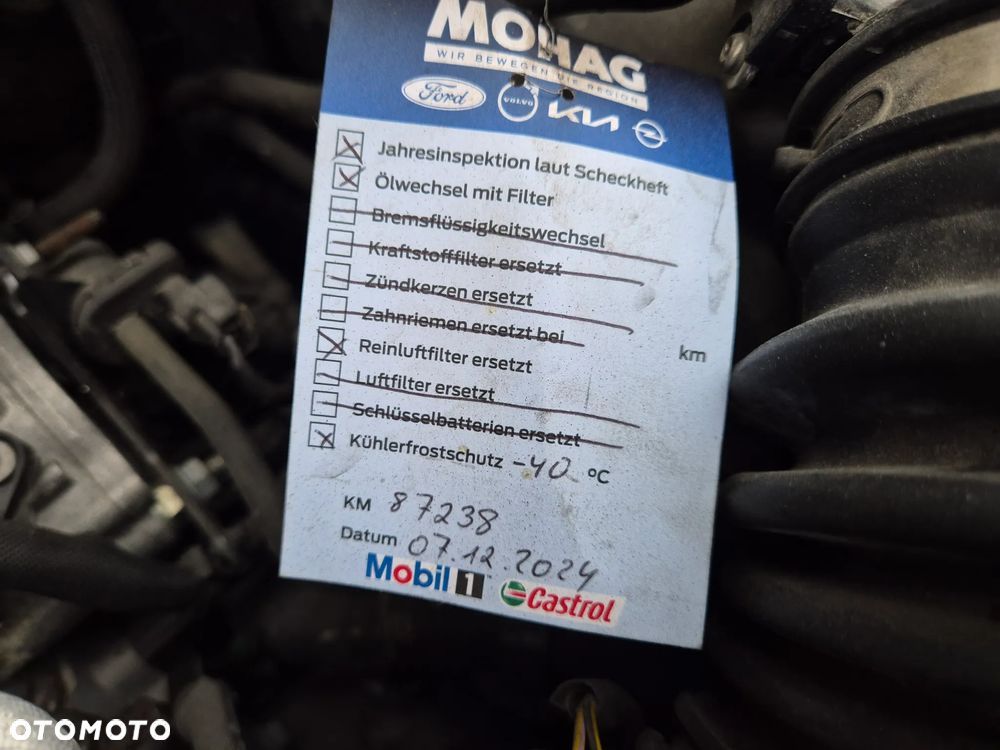 MOHAG
WIR BEWEGEN DIE REGION
Ford VOLVO KIA
Jahresinspektion laut Scheckheft
Ölwechsel mit Filter
Bremsflüssigkeitswechsel
Kraftstofffilter ersetzt
Zündkerzen ersetzt
Zahnriemen ersetzt bei km
Reinluftfilter ersetzt
Luftfilter ersetzt
Schlüsselbatterien ersetzt
Kühlerfrostschutz -40 °C
KM 87238
Datum 07.12.2024
Mobil 1 Castrol
OTOMOTO